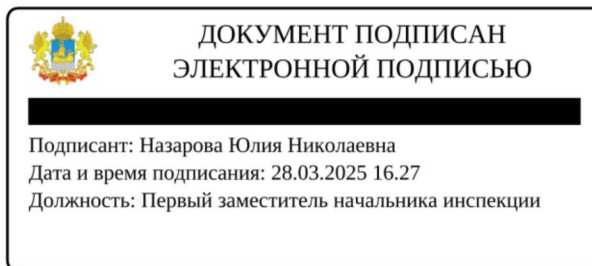 ДОКУМЕНТ ПОДПИСАН
ЭЛЕКТРОННОЙ ПОДПИСЬЮ
Подписант: Назарова Юлия Николаевна
Дата и время подписания: 28.03.2025 16.27
Должность: Первый заместитель начальника инспекции